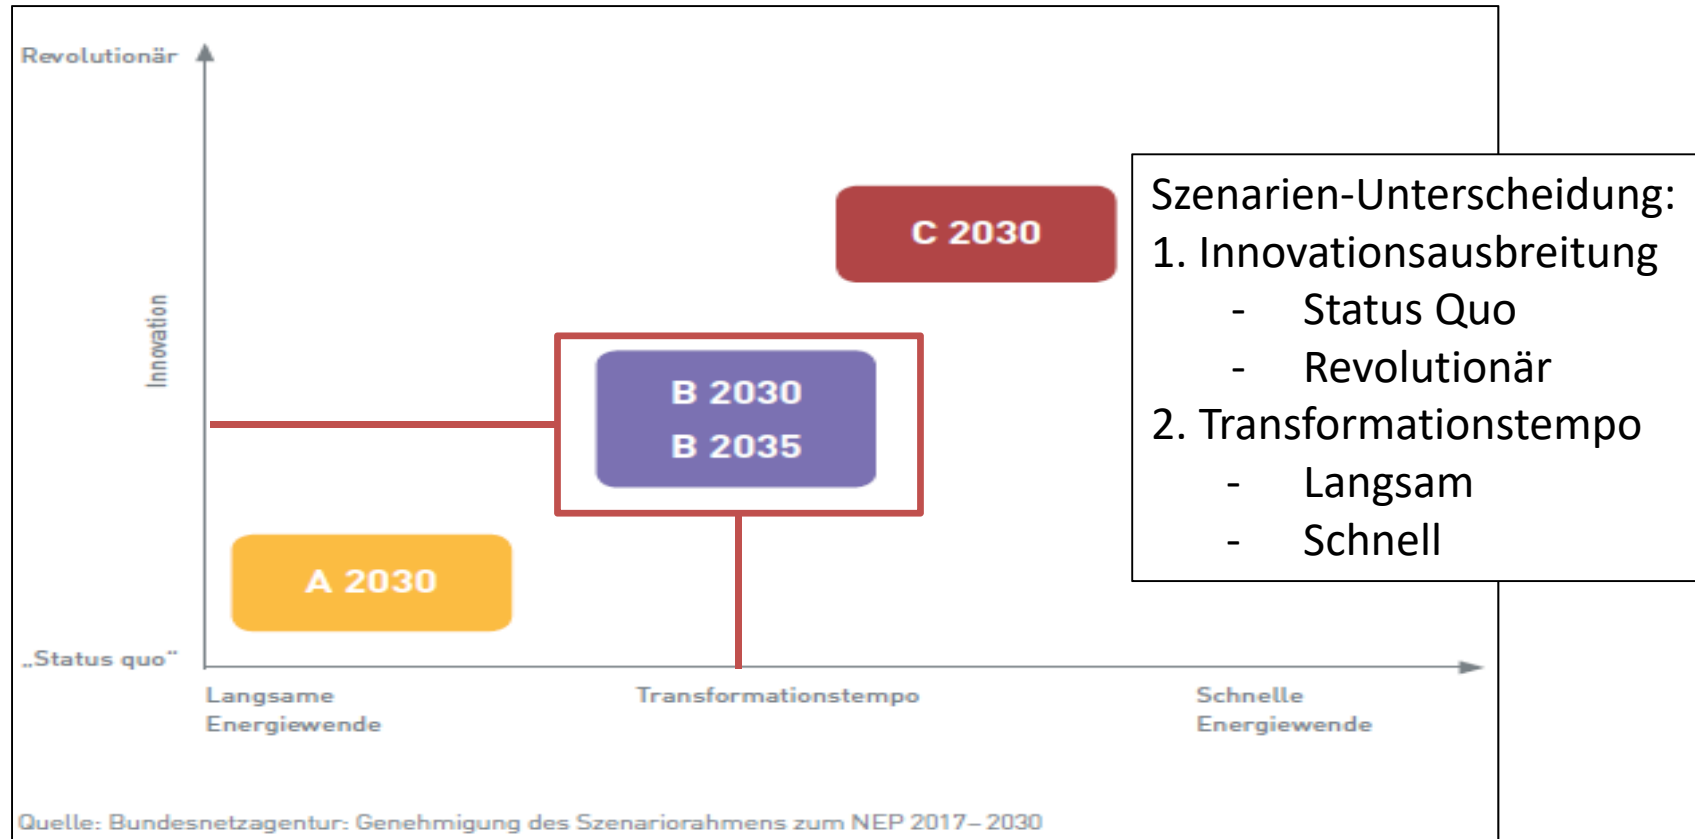 Revolutionär
Innovation
„Status quo“
C 2030
B 2030
B 2035
A 2030
Langsame
Energiewende
Transformationstempo
Schnelle
Energiewende
Szenarien-Unterscheidung:
1. Innovationsausbreitung
- Status Quo
- Revolutionär
2. Transformationstempo
- Langsam
- Schnell
Quelle: Bundesnetzagentur: Genehmigung des Szenariorahmens zum NEP 2017–2030